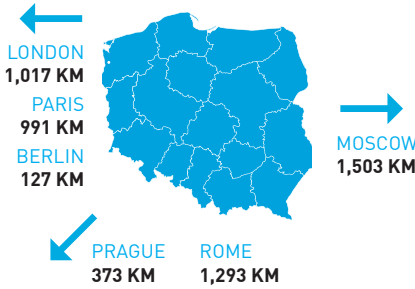 LONDON
1,017 KM
PARIS
991 KM
BERLIN
127 KM
MOSCOW
1,503 KM
PRAGUE
373 KM
ROME
1,293 KM